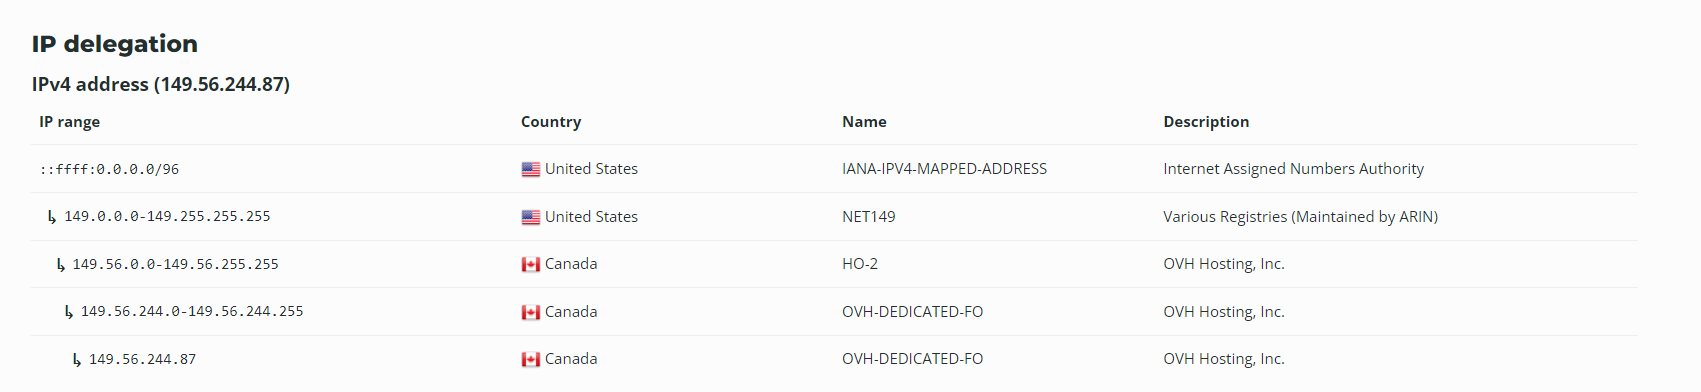 IP delegation
IPv4 address (149.56.244.87)
IP range Country Name Description
::ffff:0.0.0.0/96 United States IANA-IPV4-MAPPED-ADDRESS Internet Assigned Numbers Authority
↳ 149.0.0.0-149.255.255.255 United States NET149 Various Registries (Maintained by ARIN)
↳ 149.56.0.0-149.56.255.255 Canada HO-2 OVH Hosting, Inc.
↳ 149.56.244.0-149.56.244.255 Canada OVH-DEDICATED-FO OVH Hosting, Inc.
↳ 149.56.244.87 Canada OVH-DEDICATED-FO OVH Hosting, Inc.